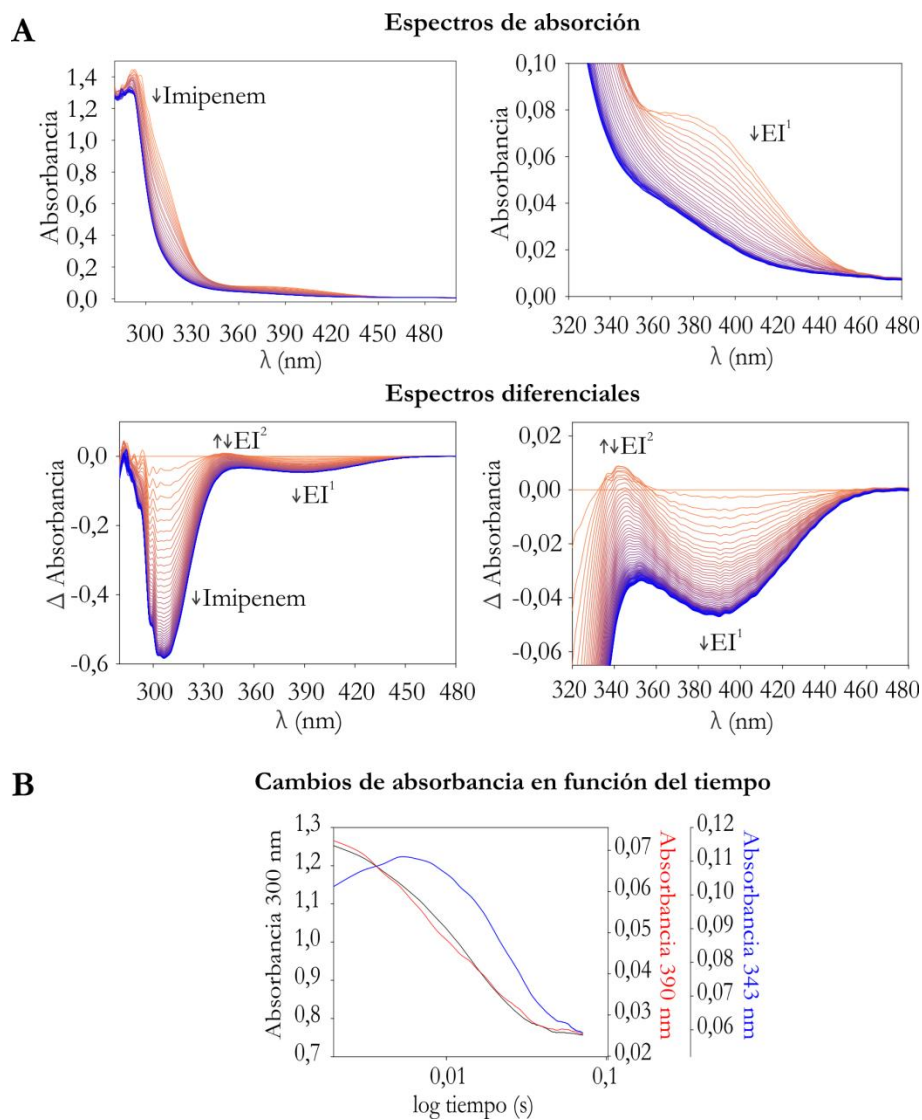 A
Espectros de absorción
1,4
1,2
1,0
0,8
0,6
0,4
0,2
0,0
Absorbancia
↓Imipenem
300 330 360 390 420 450 480
λ (nm)
0,10
0,08
0,06
0,04
0,02
0,00
Absorbancia
↓EI¹
320 340 360 380 400 420 440 460 480
λ (nm)
Espectros diferenciales
0,0
-0,2
-0,4
-0,6
Δ Absorbancia
↑↓EI²
↓EI¹
↓Imipenem
300 330 360 390 420 450 480
λ (nm)
0,02
0,00
-0,02
-0,04
-0,06
Δ Absorbancia
↑↓EI²
↓EI¹
320 340 360 380 400 420 440 460 480
λ (nm)
B
Cambios de absorbancia en función del tiempo
Absorbancia 300 nm
1,3
1,2
1,1
1,0
0,9
0,8
0,7
0,01 0,1
log tiempo (s)
0,07
0,06
0,05
0,04
0,03
0,02
Absorbancia 390 nm
0,12
0,11
0,10
0,09
0,08
0,07
0,06
Absorbancia 343 nm